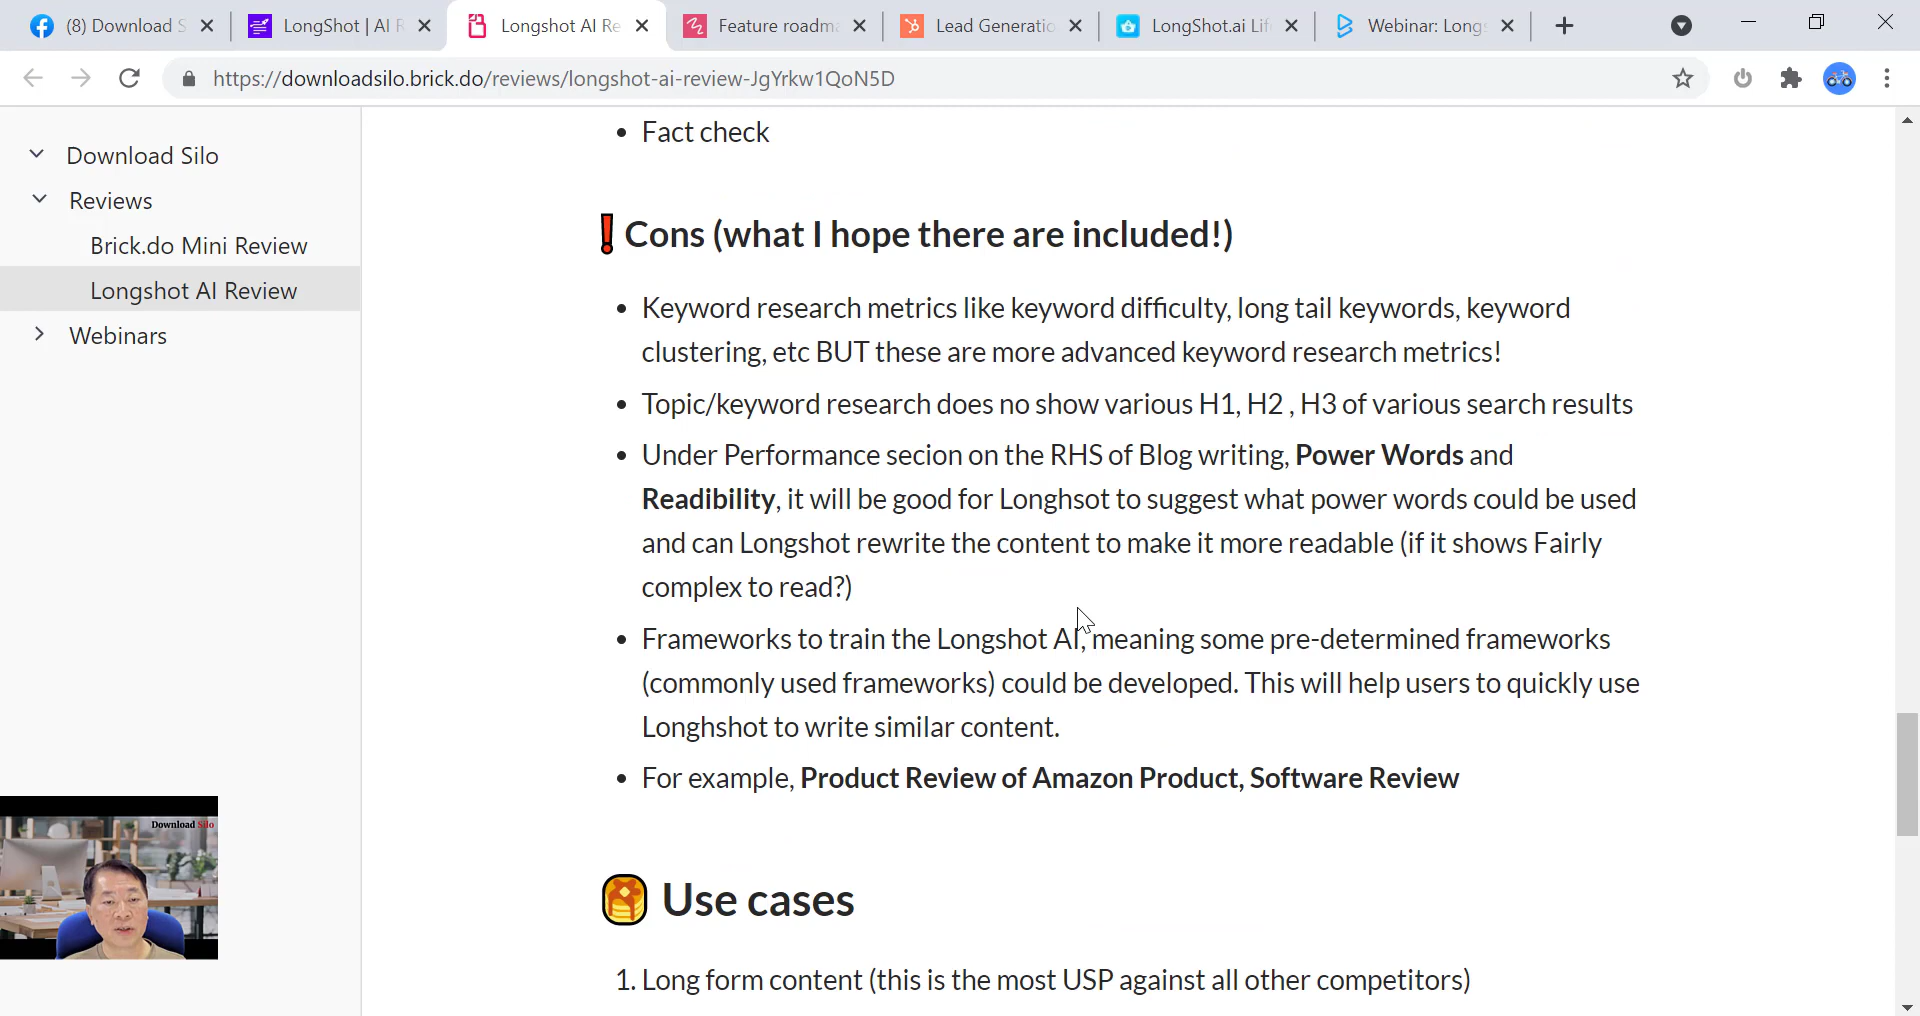 (8) Download S
LongShot | AI R
Longshot AI Re
Feature roadma
Lead Generatio
LongShot.ai Lif
Webinar: Longs
https://downloadsilo.brick.do/reviews/longshot-ai-review-JgYrkw1QoN5D
Download Silo
Reviews
Brick.do Mini Review
Longshot AI Review
Webinars
• Fact check
Cons (what I hope there are included!)
• Keyword research metrics like keyword difficulty, long tail keywords, keyword
clustering, etc BUT these are more advanced keyword research metrics!
• Topic/keyword research does no show various H1, H2 , H3 of various search results
• Under Performance secion on the RHS of Blog writing, Power Words and
Readibility, it will be good for Longhsot to suggest what power words could be used
and can Longshot rewrite the content to make it more readable (if it shows Fairly
complex to read?)
• Frameworks to train the Longshot AI, meaning some pre-determined frameworks
(commonly used frameworks) could be developed. This will help users to quickly use
Longhshot to write similar content.
• For example, Product Review of Amazon Product, Software Review
Use cases
1. Long form content (this is the most USP against all other competitors)
Download Silo